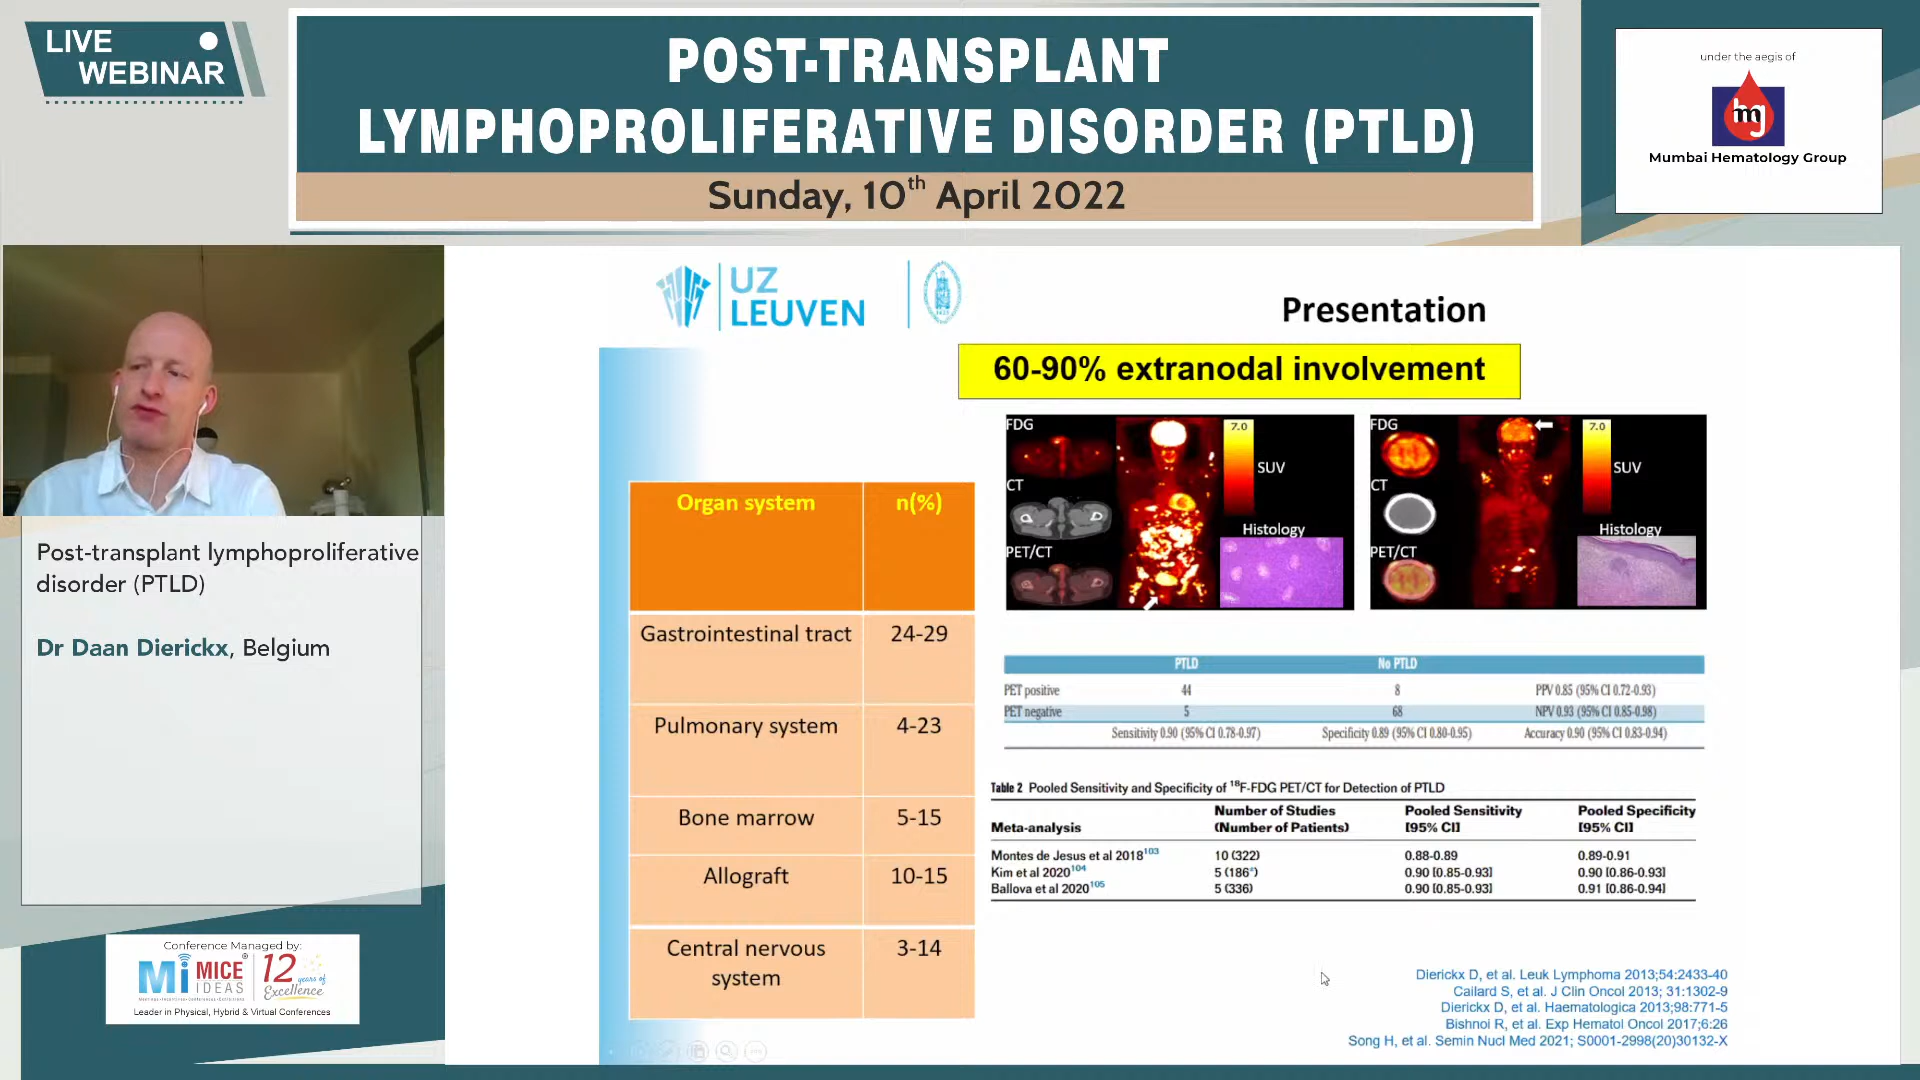 LIVE
WEBINAR
POST-TRANSPLANT
LYMPHOPROLIFERATIVE DISORDER (PTLD)
Sunday, 10th April 2022
under the aegis of
mg
Mumbai Hematology Group
Post-transplant lymphoproliferative
disorder (PTLD)
Dr Daan Dierickx, Belgium
Conference Managed by:
Mi MICE IDEAS 12 years of Excellence
Leader in Physical, Hybrid & Virtual Conferences
UZ
LEUVEN
Presentation
60-90% extranodal involvement
Organ system n(%)
Gastrointestinal tract 24-29
Pulmonary system 4-23
Bone marrow 5-15
Allograft 10-15
Central nervous
system 3-14
FDG 7.0
SUV
CT
Histology
PET/CT
FDG 7.0
SUV
CT
Histology
PET/CT
PTLD No PTLD
PET positive 44 8 PPV 0.85 (95% CI 0.72-0.93)
PET negative 5 68 NPV 0.93 (95% CI 0.85-0.98)
Sensitivity 0.90 (95% CI 0.78-0.97) Specificity 0.89 (95% CI 0.80-0.95) Accuracy 0.90 (95% CI 0.83-0.94)
Table 2 Pooled Sensitivity and Specificity of 18F-FDG PET/CT for Detection of PTLD
Number of Studies Pooled Sensitivity Pooled Specificity
Meta-analysis (Number of Patients) [95% CI] [95% CI]
Montes de Jesus et al 2018103 10 (322) 0.88-0.89 0.89-0.91
Kim et al 2020104 5 (186*) 0.90 [0.85-0.93] 0.90 [0.86-0.93]
Ballova et al 2020105 5 (336) 0.90 [0.85-0.93] 0.91 [0.86-0.94]
Dierickx D, et al. Leuk Lymphoma 2013;54:2433-40
Cailard S, et al. J Clin Oncol 2013; 31:1302-9
Dierickx D, et al. Haematologica 2013;98:771-5
Bishnoi R, et al. Exp Hematol Oncol 2017;6:26
Song H, et al. Semin Nucl Med 2021; S0001-2998(20)30132-X